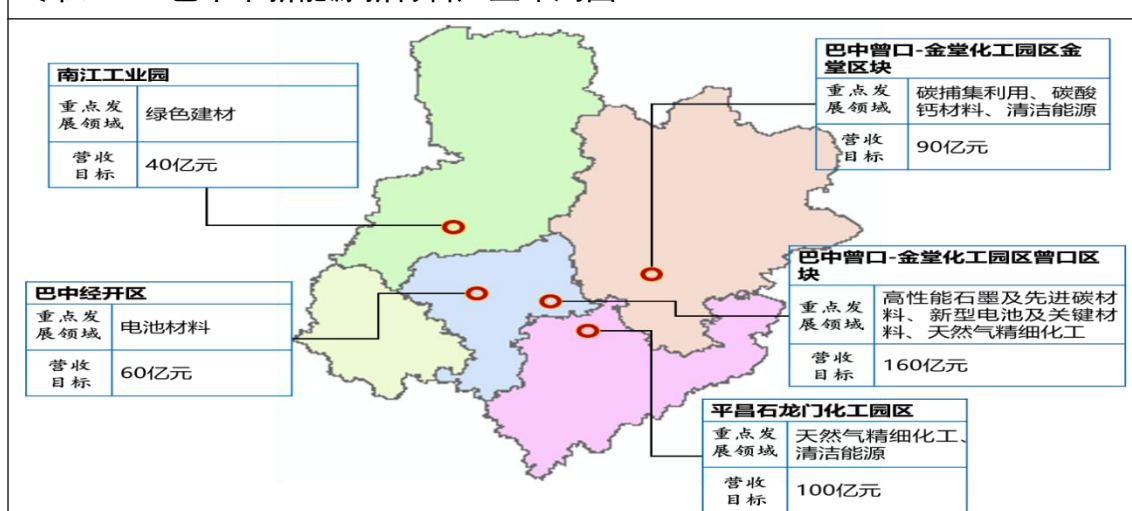 南江工业园
重点发
展领域
绿色建材
营收
目标
40亿元
巴中曾口-金堂化工园区金
堂区块
重点发
展领域
碳捕集利用、碳酸
钙材料、清洁能源
营收
目标
90亿元
巴中经开区
重点发
展领域
电池材料
营收
目标
60亿元
巴中曾口-金堂化工园区曾口区
块
重点发
展领域
高性能石墨及先进碳材
料、新型电池及关键材
料、天然气精细化工
营收
目标
160亿元
平昌石龙门化工园区
重点发
展领域
天然气精细化工、
清洁能源
营收
目标
100亿元